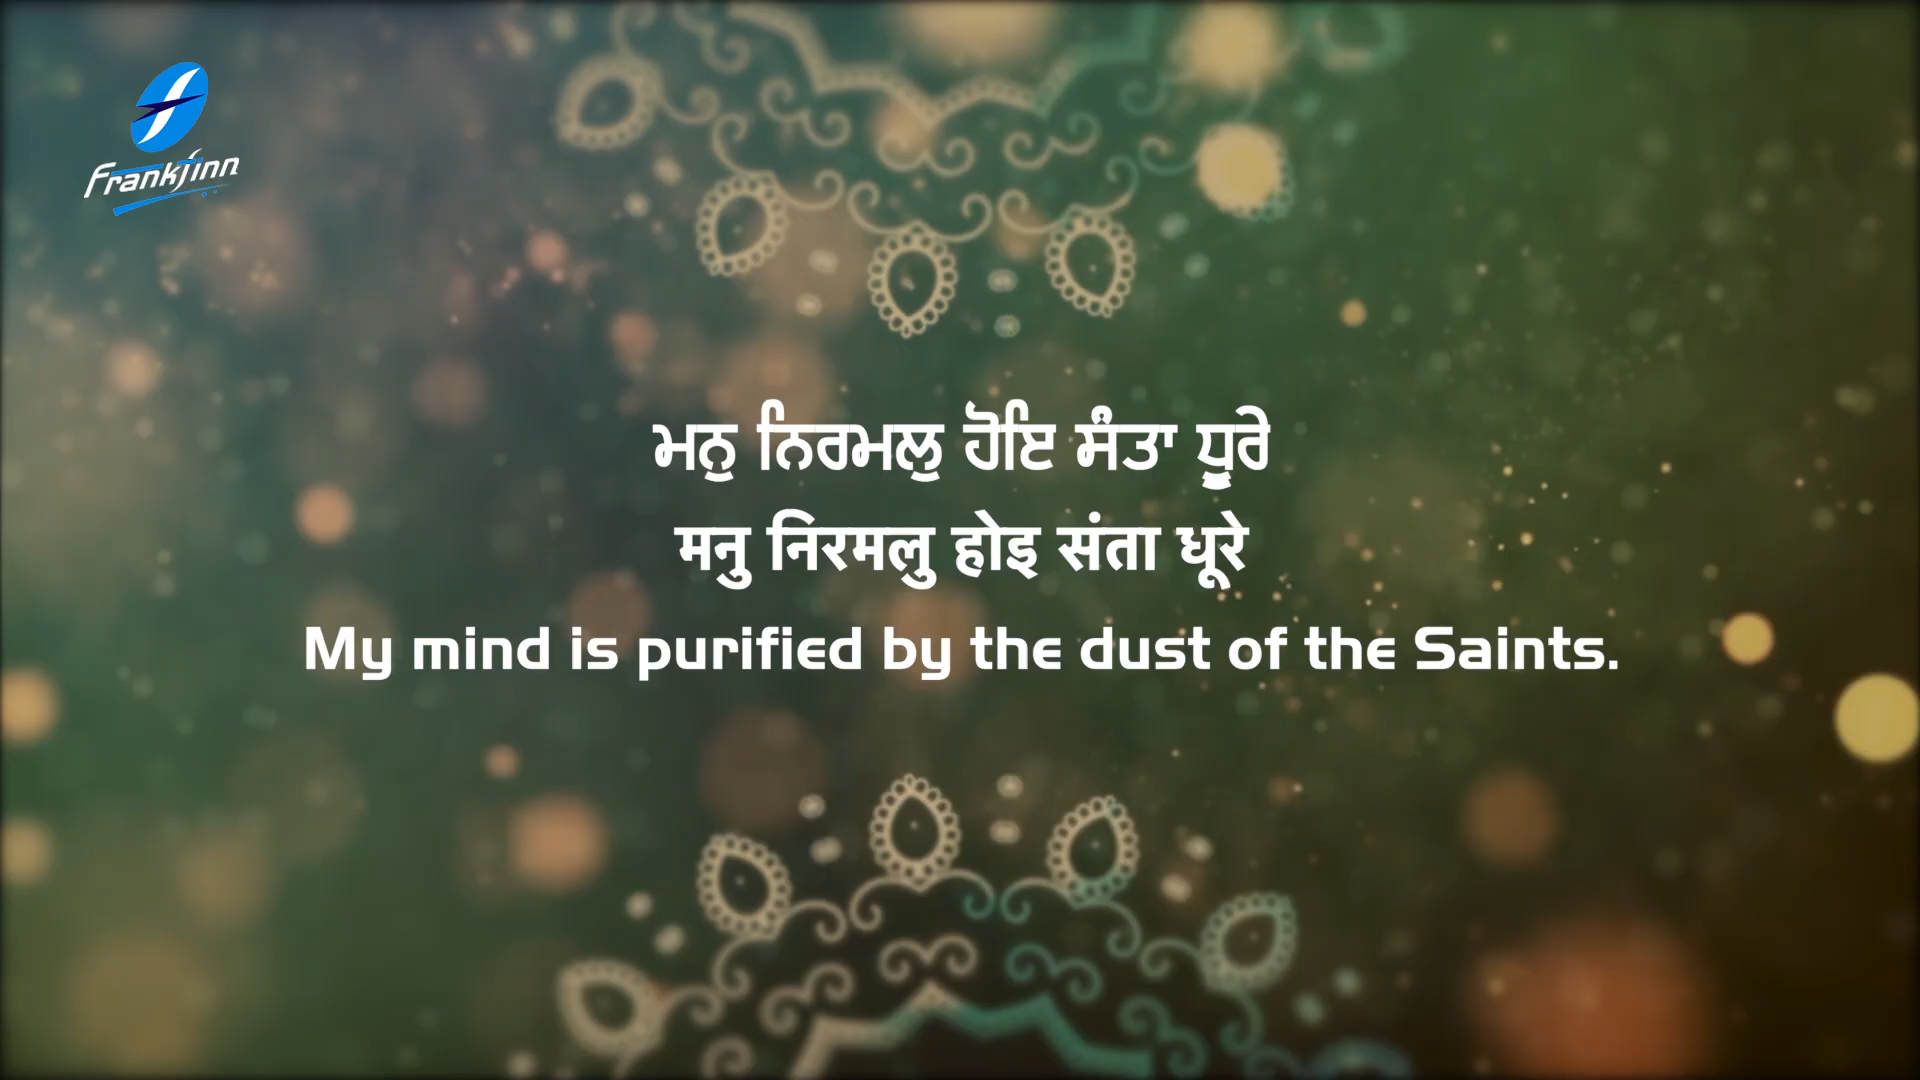 Frankfinn
ਮਨੁ ਨਿਰਮਲੁ ਹੋਇ ਸੰਤਾ ਧੂਰੇ
मनु निरमलु होइ संता धूरे
My mind is purified by the dust of the Saints.